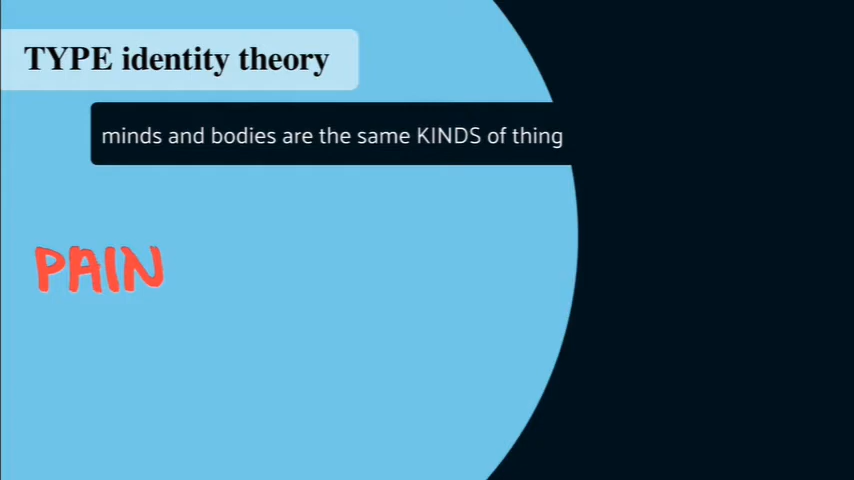 TYPE identity theory
minds and bodies are the same KINDS of thing
PAIN